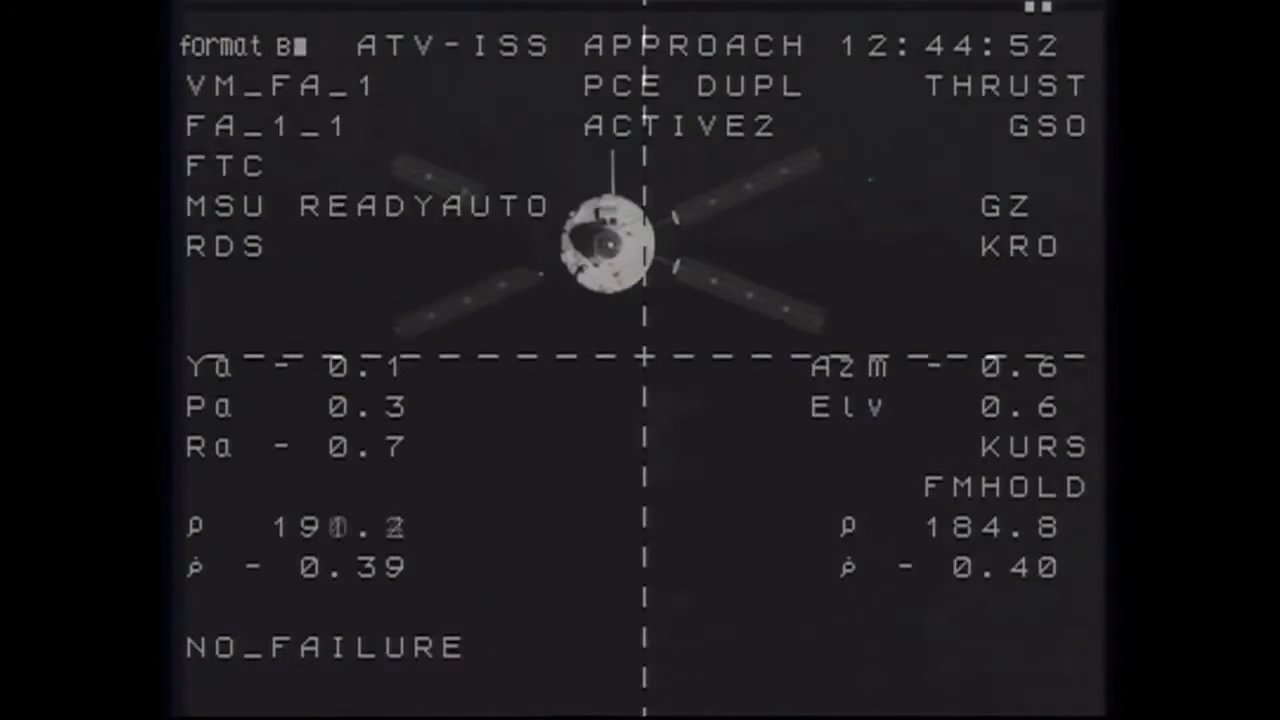 format B ATV-ISS APPROACH 12:44:52
VM_FA_1 PCE DUPL THRUST
FA_1_1 ACTIVE2 GSO
FTC
MSU READYAUTO GZ
RDS KRO
Ya - 0.1 Azm - 0.6
Pa 0.3 Elv 0.6
Ra - 0.7 KURS
FMHOLD
ρ ρ 184.8
ρ̇ - 0.39 ρ̇ - 0.40
NO_FAILURE